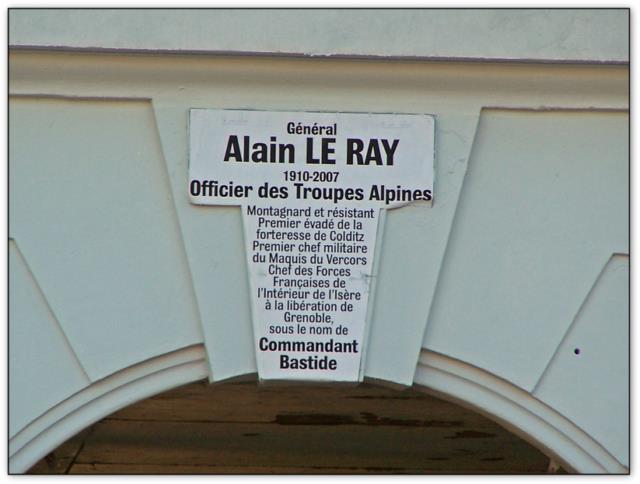 Général
Alain LE RAY
1910-2007
Officier des Troupes Alpines
Montagnard et résistant
Premier évadé de la
forteresse de Colditz
Premier chef militaire
du Maquis du Vercors
Chef des Forces
Françaises de
l'Intérieur de l'Isère
à la libération de
Grenoble,
sous le nom de
Commandant
Bastide